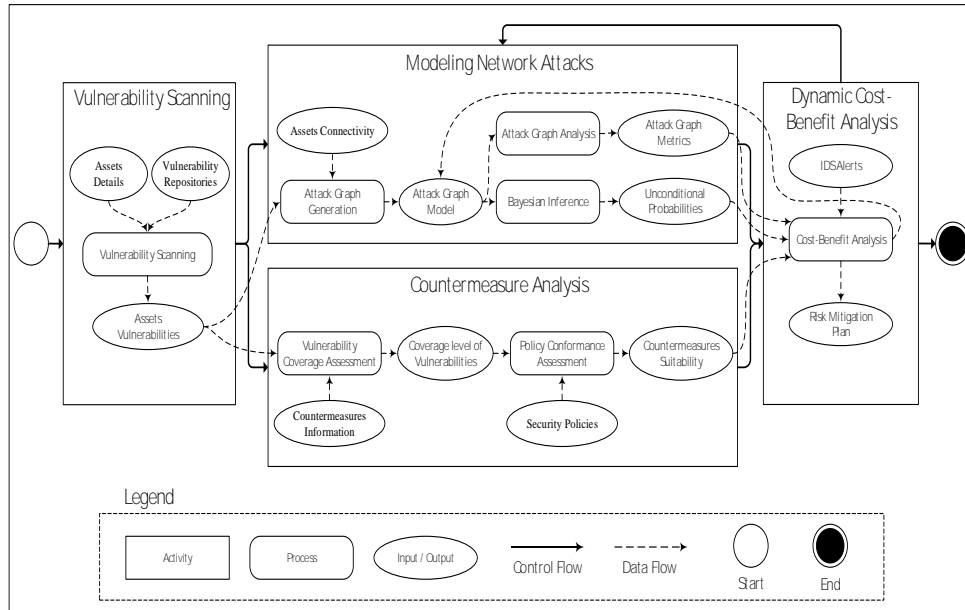 Vulnerability Scanning
Assets
Details
Vulnerability
Repositories
Vulnerability Scanning
Assets
Vulnerabilities
Modeling Network Attacks
Assets Connectivity
Attack Graph
Generation
Attack Graph
Model
Attack Graph Analysis
Attack Graph
Metrics
Bayesian Inference
Unconditional
Probabilities
Countermeasure Analysis
Vulnerability
Coverage Assessment
Coverage level of
Vulnerabilities
Policy Conformance
Assessment
Countermeasures
Suitability
Countermeasures
Information
Security Policies
Dynamic Cost-
Benefit Analysis
IDSAlerts
Cost-Benefit Analysis
Risk Mitigation
Plan
Legend
Activity
Process
Input / Output
Control Flow
Data Flow
Start
End